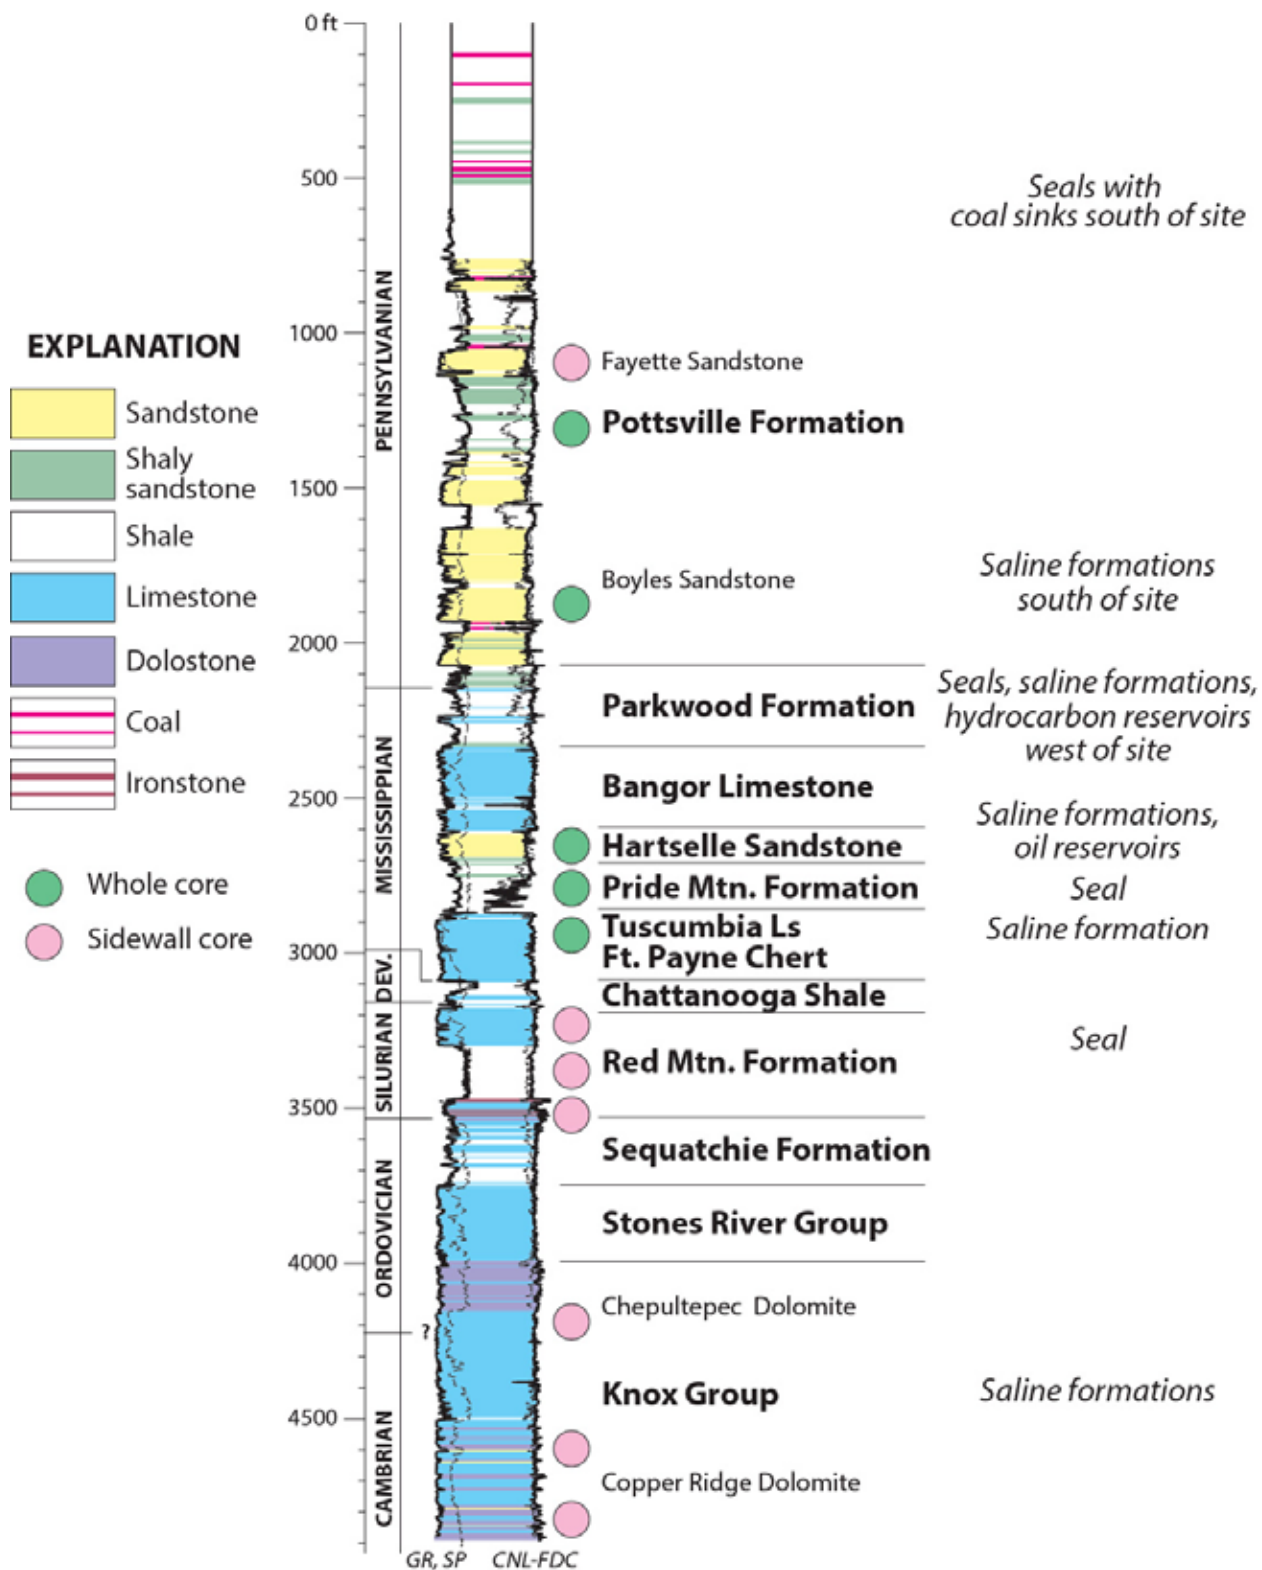 0 ft
500
1000
1500
2000
2500
3000
3500
4000
4500
EXPLANATION
Sandstone
Shaly
sandstone
Shale
Limestone
Dolostone
Coal
Ironstone
Whole core
Sidewall core
PENNSYLVANIAN
MISSISSIPPIAN
DEV.
SILURIAN
ORDOVICIAN
?
CAMBRIAN
GR, SP
CNL-FDC
Fayette Sandstone
Pottsville Formation
Boyles Sandstone
Parkwood Formation
Bangor Limestone
Hartselle Sandstone
Pride Mtn. Formation
Tuscumbia Ls
Ft. Payne Chert
Chattanooga Shale
Red Mtn. Formation
Sequatchie Formation
Stones River Group
Chepultepec Dolomite
Knox Group
Copper Ridge Dolomite
Seals with
coal sinks south of site
Saline formations
south of site
Seals, saline formations,
hydrocarbon reservoirs
west of site
Saline formations,
oil reservoirs
Seal
Saline formation
Seal
Saline formations